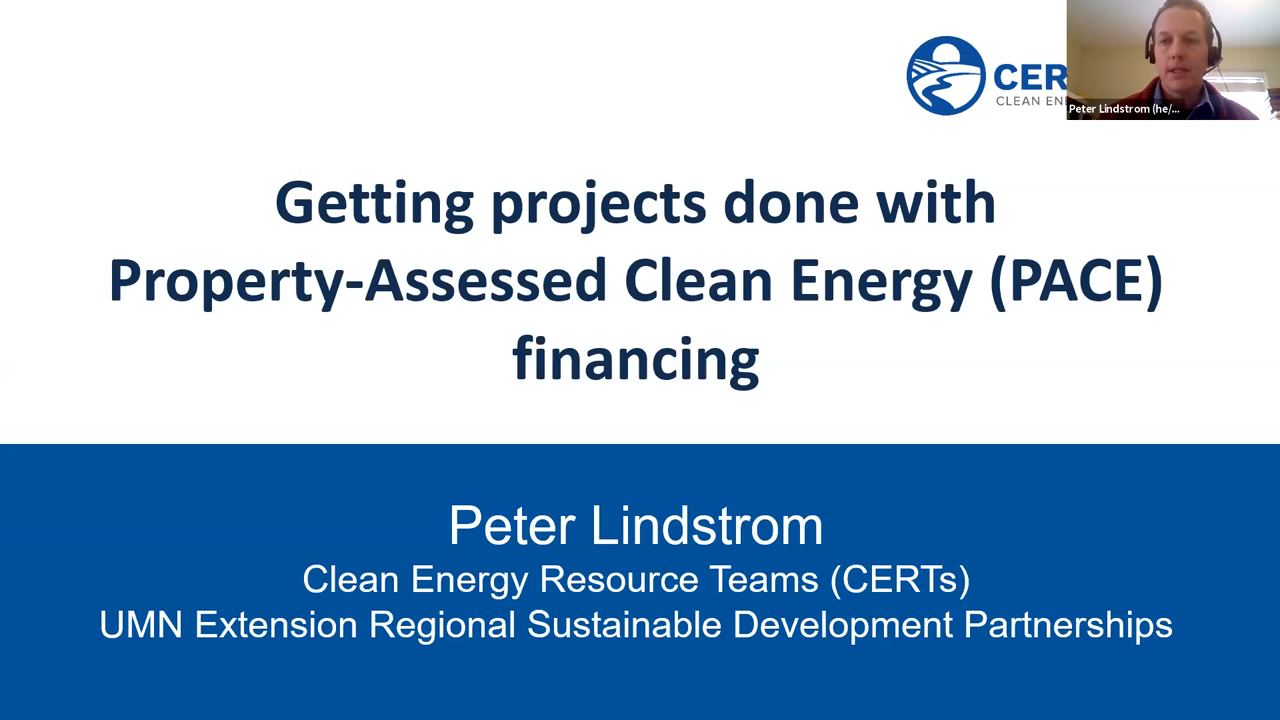 CER
CLEAN EN
Peter Lindstrom (he/...
Getting projects done with
Property-Assessed Clean Energy (PACE)
financing
Peter Lindstrom
Clean Energy Resource Teams (CERTs)
UMN Extension Regional Sustainable Development Partnerships